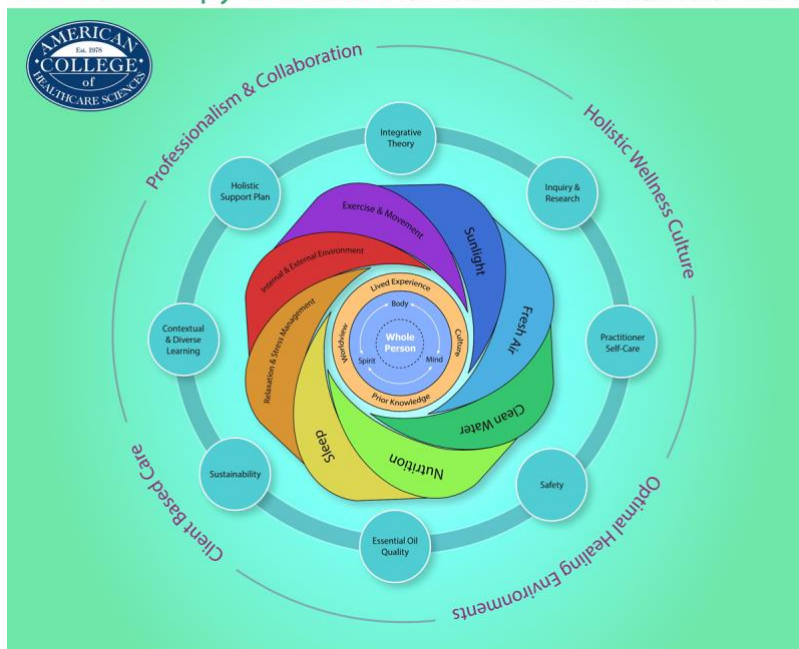 AMERICAN
Est. 1978
COLLEGE
of
HEALTHCARE SCIENCES
Professionalism & Collaboration
Holistic Wellness Culture
Optimal Healing Environments
Client Based Care
Integrative
Theory
Inquiry &
Research
Practitioner
Self-Care
Safety
Essential Oil
Quality
Sustainability
Contextual
& Diverse
Learning
Holistic
Support Plan
Exercise & Movement
Sunlight
Fresh Air
Clean Water
Nutrition
Sleep
Relaxation & Stress Management
Internal & External Environment
Lived Experience
Culture
Prior Knowledge
Worldview
Body
Mind
Spirit
Whole
Person